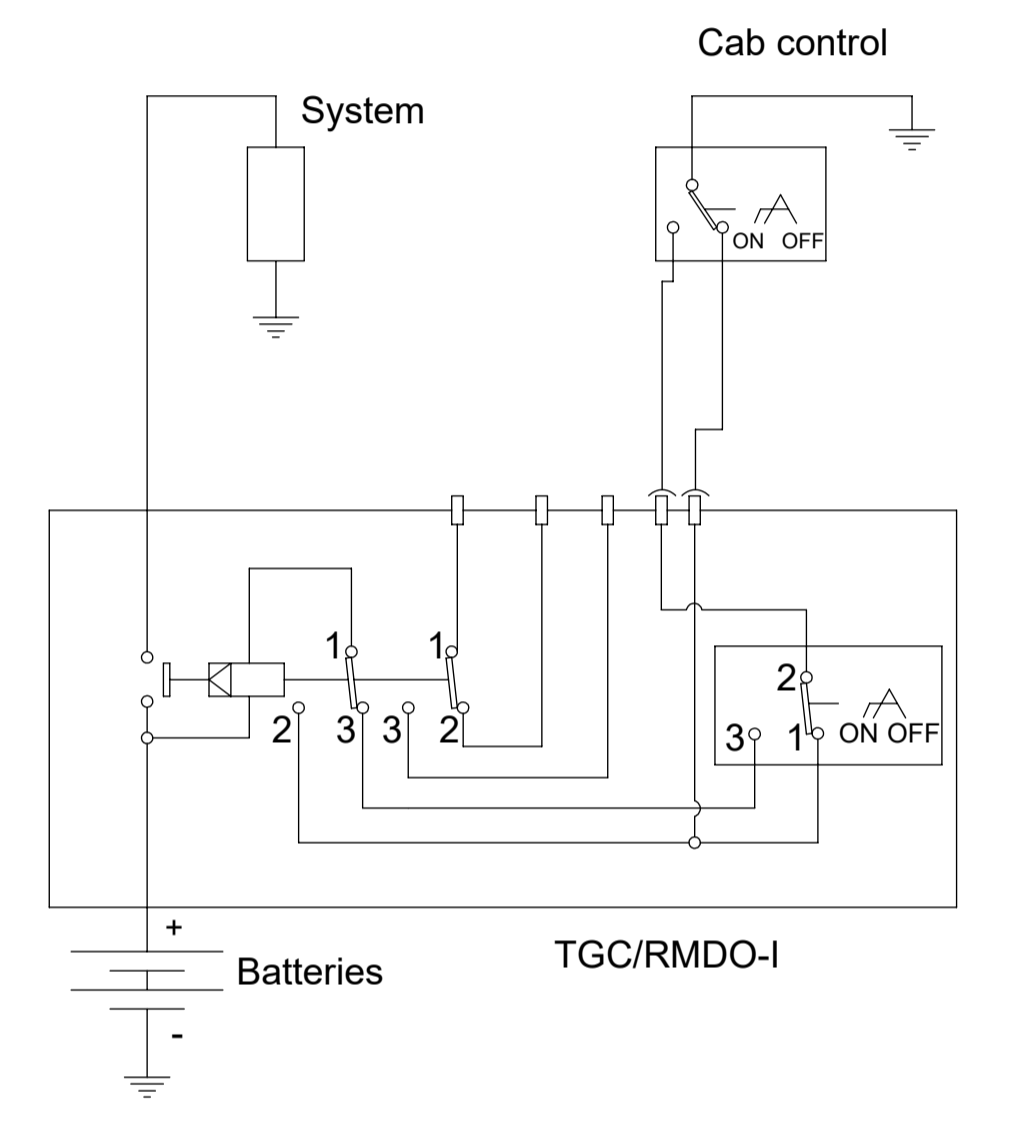 Cab control
System
ON OFF
1 1
2 3 3 2
2
3 1 ON OFF
+
Batteries
TGC/RMDO-I
-